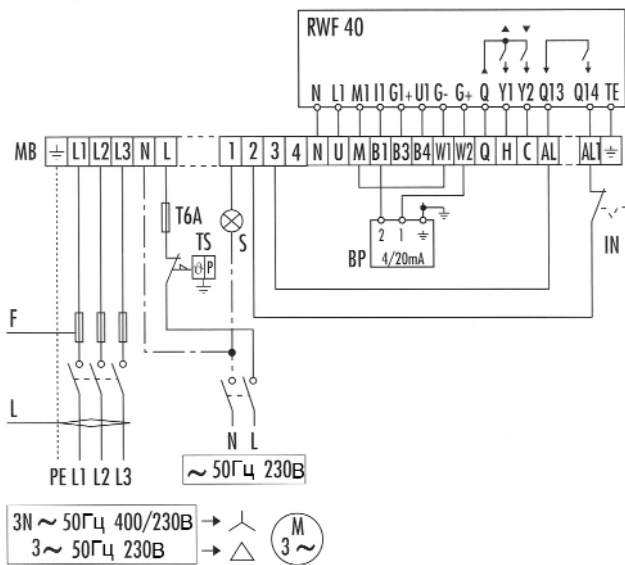 RWF 40
N L1 M1 I1 G1+ U1 G- G+ Q Y1 Y2 Q13 Q14 TE
MB L1 L2 L3 N L 1 2 3 4 N U M B1 B3 B4 W1 W2 Q H C AL AL1
T6A
TS
S
ϑ P
2 1
BP 4/20mA
IN
F
L
N L
PE L1 L2 L3
~ 50Гц 230В
3N ~ 50Гц 400/230В
3 ~ 50Гц 230В
M
3 ~